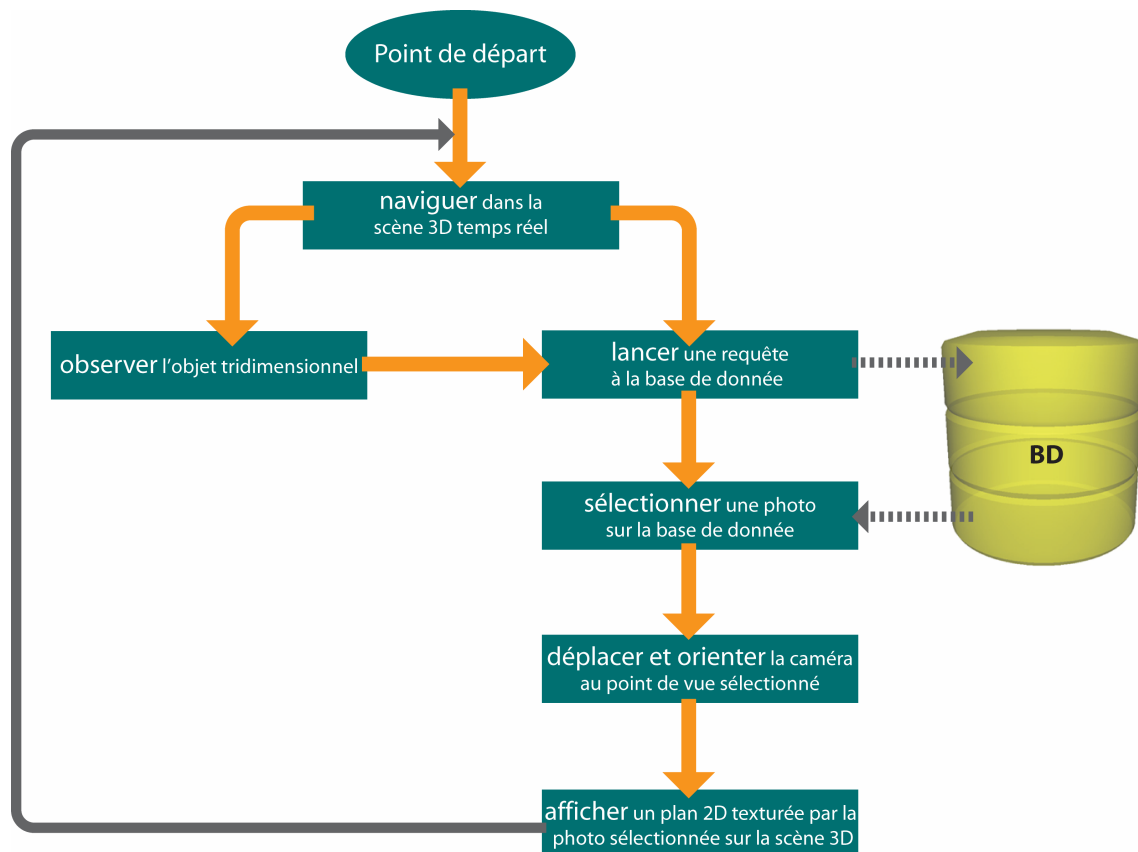 Point de départ
naviguer dans la
scène 3D temps réel
observer l'objet tridimensionnel
lancer une requête
à la base de donnée
BD
sélectionner une photo
sur la base de donnée
déplacer et orienter la caméra
au point de vue sélectionné
afficher un plan 2D texturée par la
photo sélectionnée sur la scène 3D